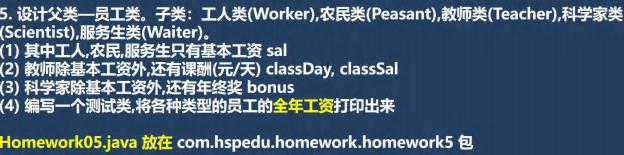 5. 设计父类—员工类。子类：工人类(Worker),农民类(Peasant),教师类(Teacher),科学家类
(Scientist),服务生类(Waiter)。
(1) 其中工人,农民,服务生只有基本工资 sal
(2) 教师除基本工资外,还有课酬(元/天) classDay, classSal
(3) 科学家除基本工资外,还有年终奖 bonus
(4) 编写一个测试类,将各种类型的员工的全年工资打印出来
Homework05.java 放在 com.hspedu.homework.homework5 包